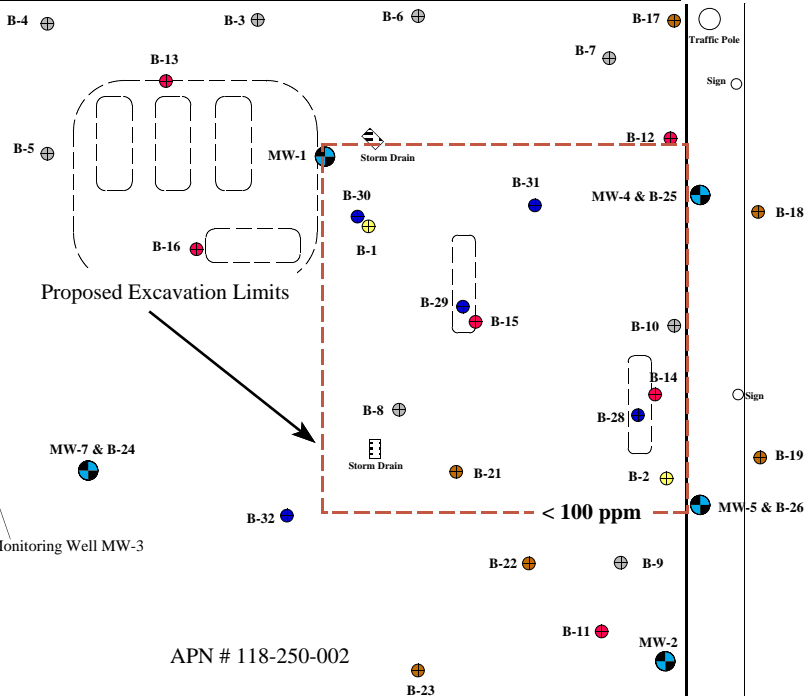 B-4
B-3
B-6
B-17
Traffic Pole
B-7
B-13
Sign
B-12
B-5
MW-1
Storm Drain
B-30
B-31
MW-4 & B-25
B-18
B-16
B-1
Proposed Excavation Limits
B-29
B-15
B-10
B-14
Sign
B-8
B-28
MW-7 & B-24
Storm Drain
B-21
B-2
B-19
B-32
< 100 ppm
MW-5 & B-26
Monitoring Well MW-3
B-22
B-9
B-11
MW-2
APN # 118-250-002
B-23